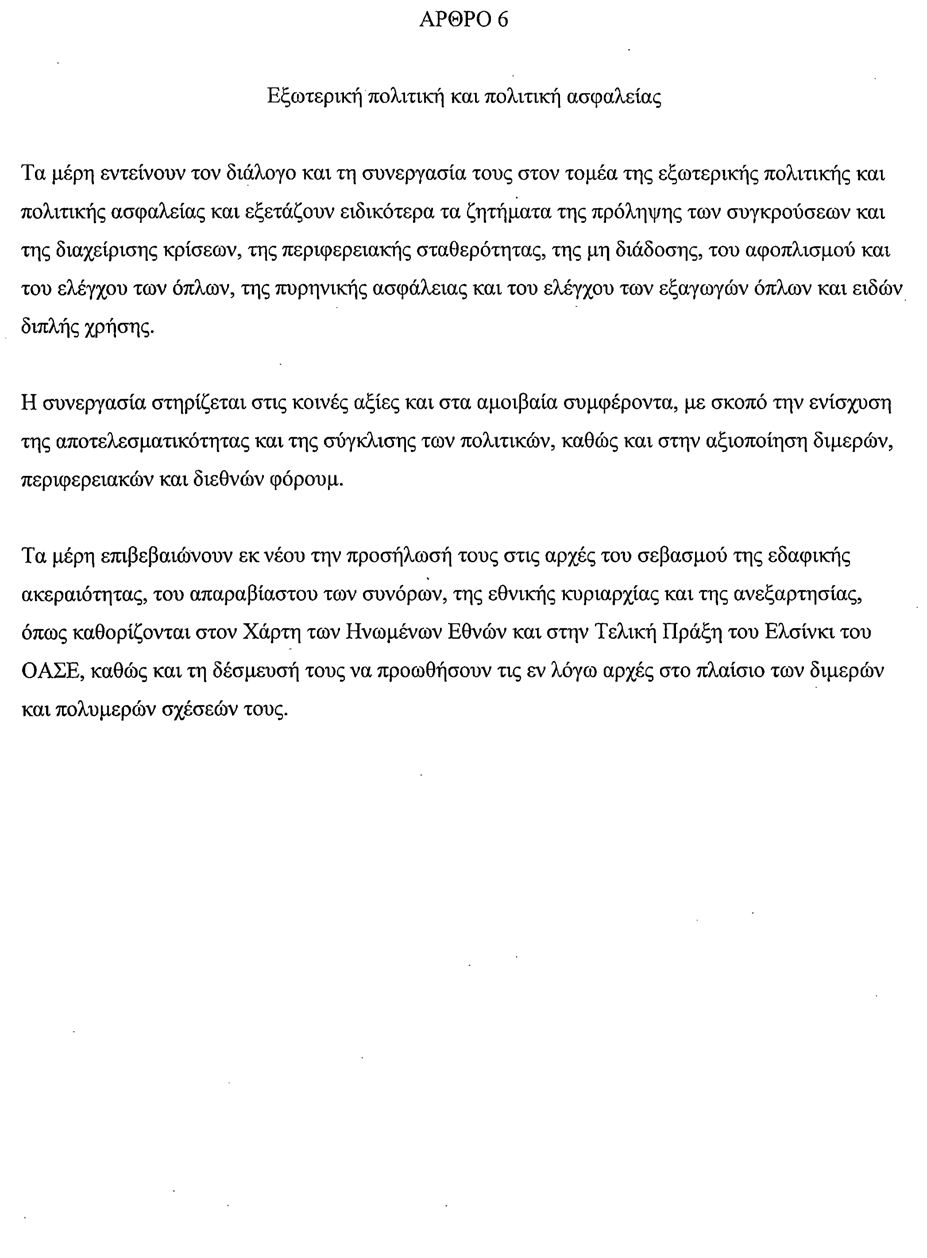 ΑΡΘΡΟ 6
Εξωτερική πολιτική και πολιτική ασφαλείας
Τα μέρη εντείνουν τον διάλογο και τη συνεργασία τους στον τομέα της εξωτερικής πολιτικής και
πολιτικής ασφαλείας και εξετάζουν ειδικότερα τα ζητήματα της πρόληψης των συγκρούσεων και
της διαχείρισης κρίσεων, της περιφερειακής σταθερότητας, της μη διάδοσης, του αφοπλισμού και
του ελέγχου των όπλων, της πυρηνικής ασφάλειας και του ελέγχου των εξαγωγών όπλων και ειδών
διπλής χρήσης.
Η συνεργασία στηρίζεται στις κοινές αξίες και στα αμοιβαία συμφέροντα, με σκοπό την ενίσχυση
της αποτελεσματικότητας και της σύγκλισης των πολιτικών, καθώς και στην αξιοποίηση διμερών,
περιφερειακών και διεθνών φόρουμ.
Τα μέρη επιβεβαιώνουν εκ νέου την προσήλωσή τους στις αρχές του σεβασμού της εδαφικής
ακεραιότητας, του απαραβίαστου των συνόρων, της εθνικής κυριαρχίας και της ανεξαρτησίας,
όπως καθορίζονται στον Χάρτη των Ηνωμένων Εθνών και στην Τελική Πράξη του Ελσίνκι του
ΟΑΣΕ, καθώς και τη δέσμευσή τους να προωθήσουν τις εν λόγω αρχές στο πλαίσιο των διμερών
και πολυμερών σχέσεών τους.